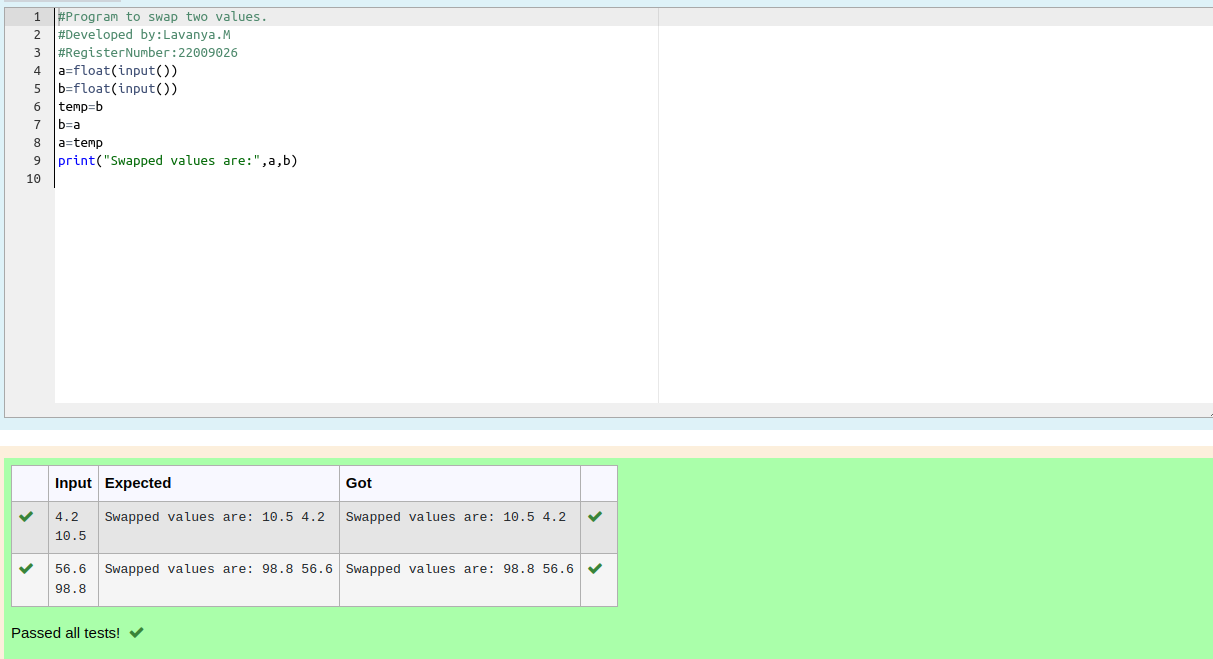 1 #Program to swap two values.
2 #Developed by:Lavanya.M
3 #RegisterNumber:22009026
4 a=float(input())
5 b=float(input())
6 temp=b
7 b=a
8 a=temp
9 print("Swapped values are:",a,b)
10
Input Expected Got
4.2 Swapped values are: 10.5 4.2 Swapped values are: 10.5 4.2
10.5
56.6 Swapped values are: 98.8 56.6 Swapped values are: 98.8 56.6
98.8
Passed all tests!